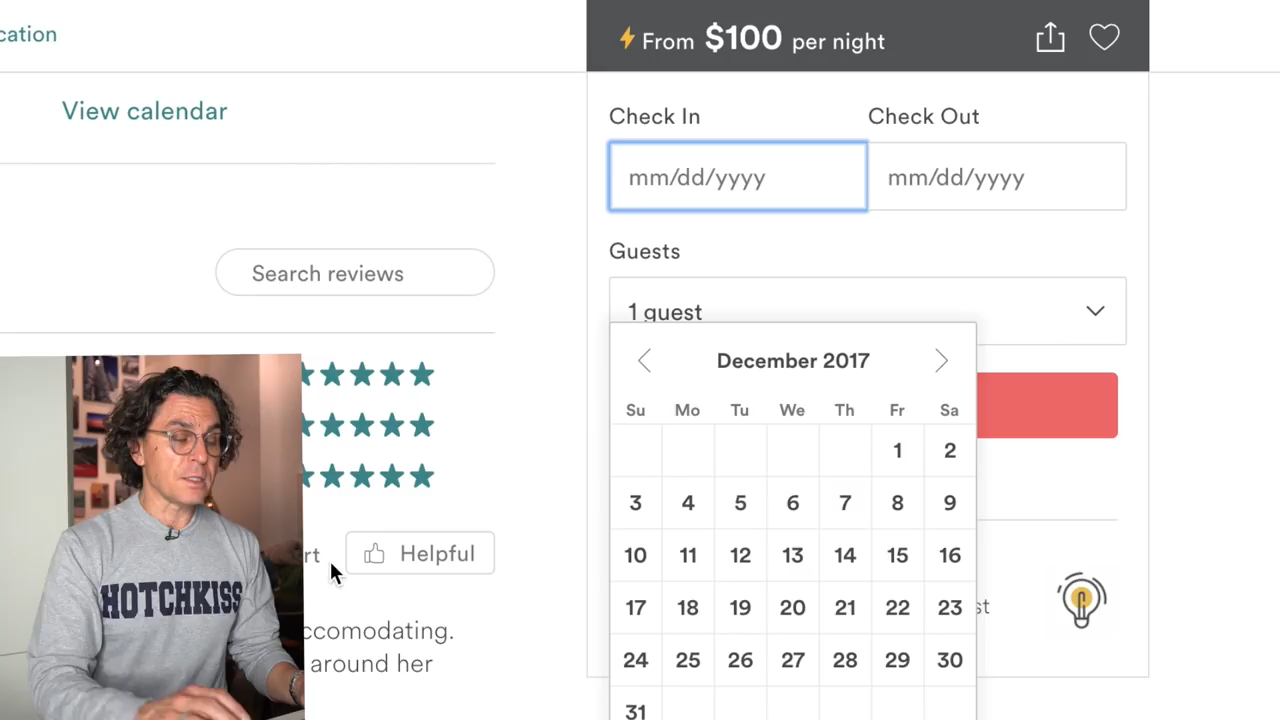 cation
From $100 per night
View calendar
Check In
Check Out
mm/dd/yyyy
mm/dd/yyyy
Guests
Search reviews
1 guest
December 2017
Su Mo Tu We Th Fr Sa
1 2
3 4 5 6 7 8 9
10 11 12 13 14 15 16
17 18 19 20 21 22 23
24 25 26 27 28 29 30
31
rt
Helpful
st
HOTCHKISS
ccomodating.
around her